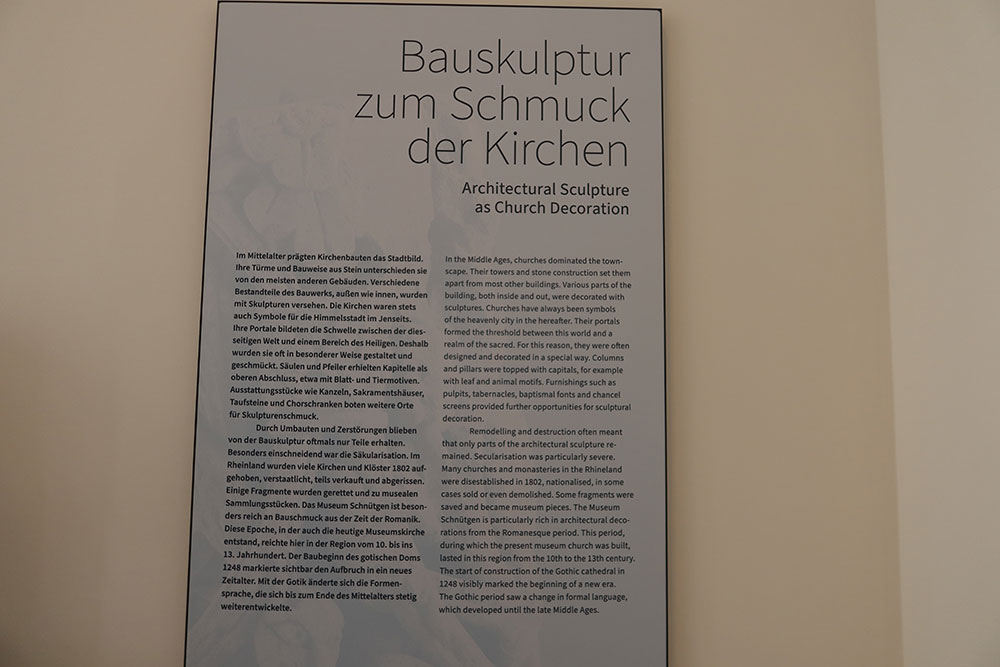 Bauskulptur
zum Schmuck
der Kirchen
Architectural Sculpture
as Church Decoration
Im Mittelalter prägten Kirchenbauten das Stadtbild.
Ihre Türme und Bauweise aus Stein unterschieden sie
von den meisten anderen Gebäuden. Verschiedene
Bestandteile des Bauwerks, außen wie innen, wurden
mit Skulpturen versehen. Die Kirchen waren stets
auch Symbole für die Himmelsstadt im Jenseits.
Ihre Portale bildeten die Schwelle zwischen der dies-
seitigen Welt und einem Bereich des Heiligen. Deshalb
wurden sie oft in besonderer Weise gestaltet und
geschmückt. Säulen und Pfeiler erhielten Kapitelle als
oberen Abschluss, etwa mit Blatt- und Tiermotiven.
Ausstattungsstücke wie Kanzeln, Sakramentshäuser,
Taufsteine und Chorschranken boten weitere Orte
für Skulpturenschmuck.
Durch Umbauten und Zerstörungen blieben
von der Bauskulptur oftmals nur Teile erhalten.
Besonders einschneidend war die Säkularisation. Im
Rheinland wurden viele Kirchen und Klöster 1802 auf-
gehoben, verstaatlicht, teils verkauft und abgerissen.
Einige Fragmente wurden gerettet und zu musealen
Sammlungsstücken. Das Museum Schnütgen ist beson-
ders reich an Bauschmuck aus der Zeit der Romanik.
Diese Epoche, in der auch die heutige Museumskirche
entstand, reichte hier in der Region vom 10. bis ins
13. Jahrhundert. Der Baubeginn des gotischen Doms
1248 markierte sichtbar den Aufbruch in ein neues
Zeitalter. Mit der Gotik änderte sich die Formen-
sprache, die sich bis zum Ende des Mittelalters stetig
weiterentwickelte.
In the Middle Ages, churches dominated the town-
scape. Their towers and stone construction set them
apart from most other buildings. Various parts of the
building, both inside and out, were decorated with
sculptures. Churches have always been symbols
of the heavenly city in the hereafter. Their portals
formed the threshold between this world and a
realm of the sacred. For this reason, they were often
designed and decorated in a special way. Columns
and pillars were topped with capitals, for example
with leaf and animal motifs. Furnishings such as
pulpits, tabernacles, baptismal fonts and chancel
screens provided further opportunities for sculptural
decoration.
Remodelling and destruction often meant
that only parts of the architectural sculpture re-
mained. Secularisation was particularly severe.
Many churches and monasteries in the Rhineland
were disestablished in 1802, nationalised, in some
cases sold or even demolished. Some fragments were
saved and became museum pieces. The Museum
Schnütgen is particularly rich in architectural deco-
rations from the Romanesque period. This period,
during which the present museum church was built,
lasted in this region from the 10th to the 13th century.
The start of construction of the Gothic cathedral in
1248 visibly marked the beginning of a new era.
The Gothic period saw a change in formal language,
which developed until the late Middle Ages.